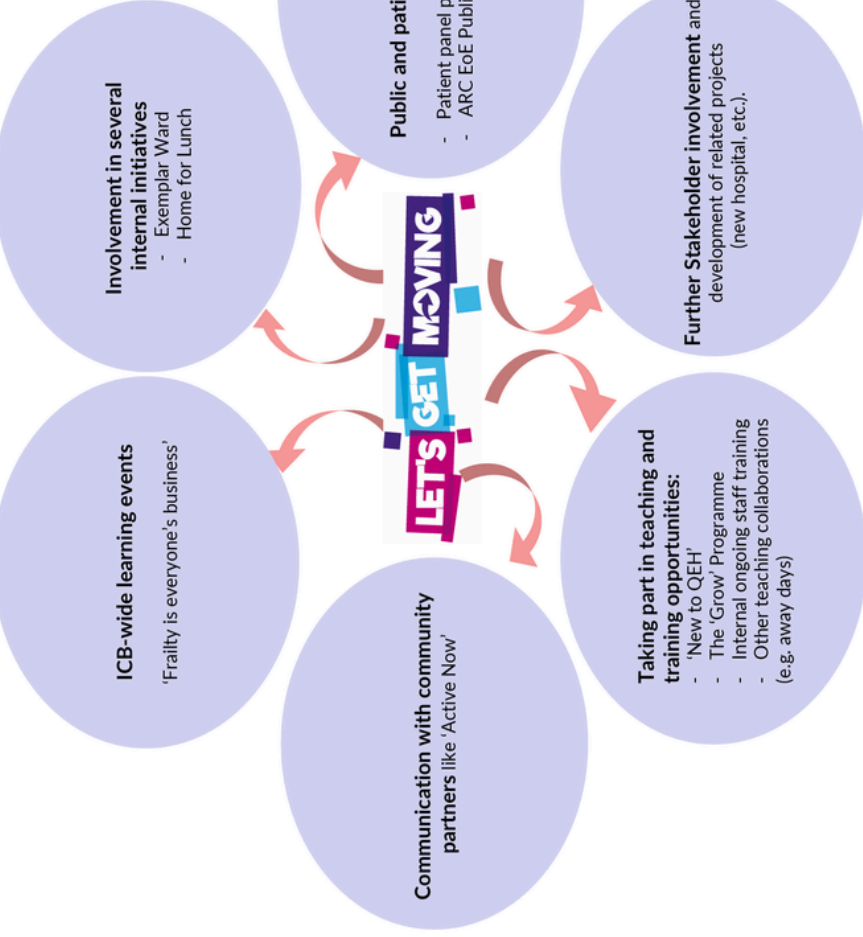 ICB-wide learning events
'Frailty is everyone's business'
Involvement in several
internal initiatives
- Exemplar Ward
- Home for Lunch
Communication with community
partners like 'Active Now'
LET'S GET MOVING
Public and pati
- Patient panel p
- ARC EoE Publi
Taking part in teaching and
training opportunities:
- 'New to QEH'
- The 'Grow' Programme
- Internal ongoing staff training
- Other teaching collaborations
(e.g. away days)
Further Stakeholder involvement and
development of related projects
(new hospital, etc.).